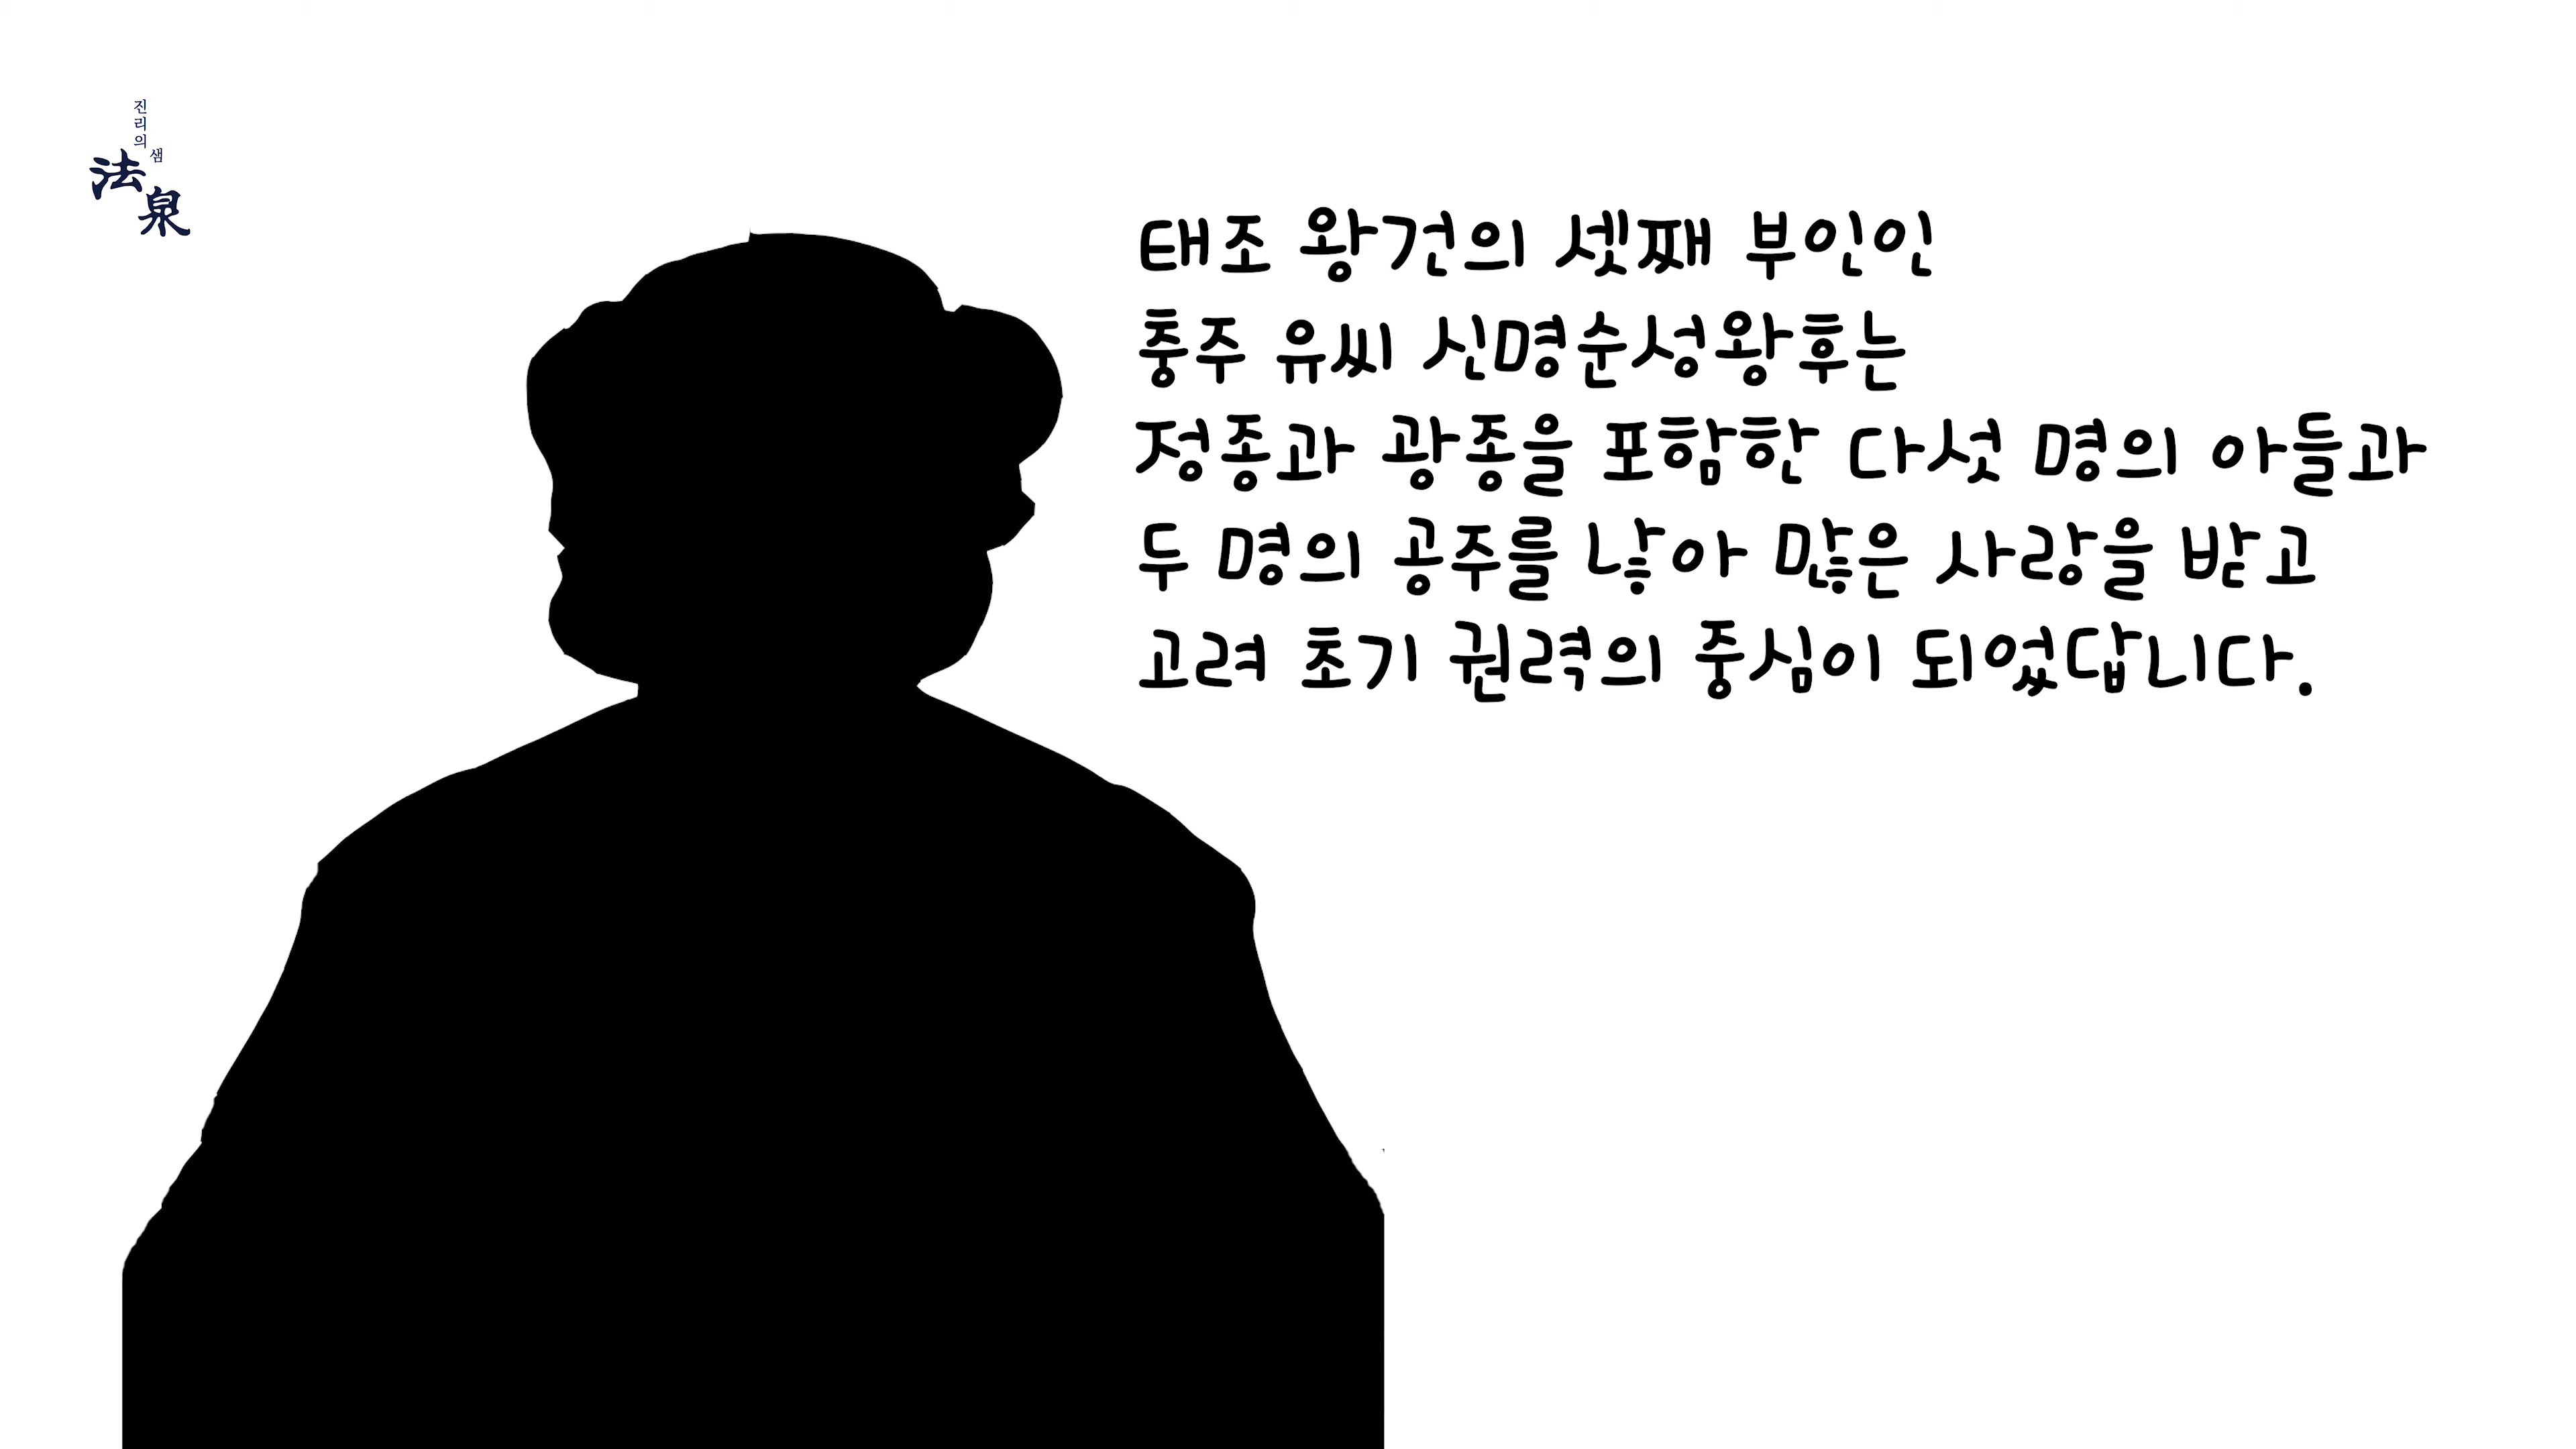 진리의 샘
法泉
태조 왕건의 셋째 부인인
충주 유씨 신명순성왕후는
정종과 광종을 포함한 다섯 명의 아들과
두 명의 공주를 낳아 많은 사랑을 받고
고려 초기 권력의 중심이 되었답니다.